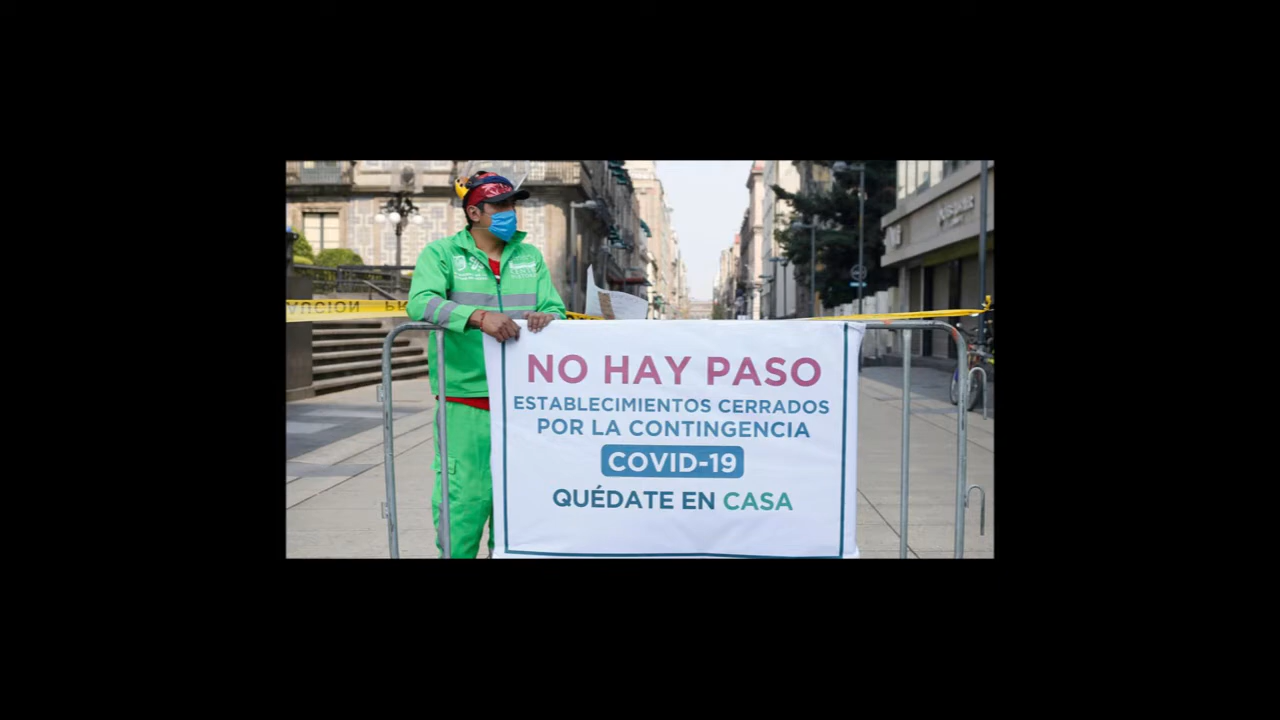 NO HAY PASO
ESTABLECIMIENTOS CERRADOS
POR LA CONTINGENCIA
COVID-19
QUÉDATE EN CASA